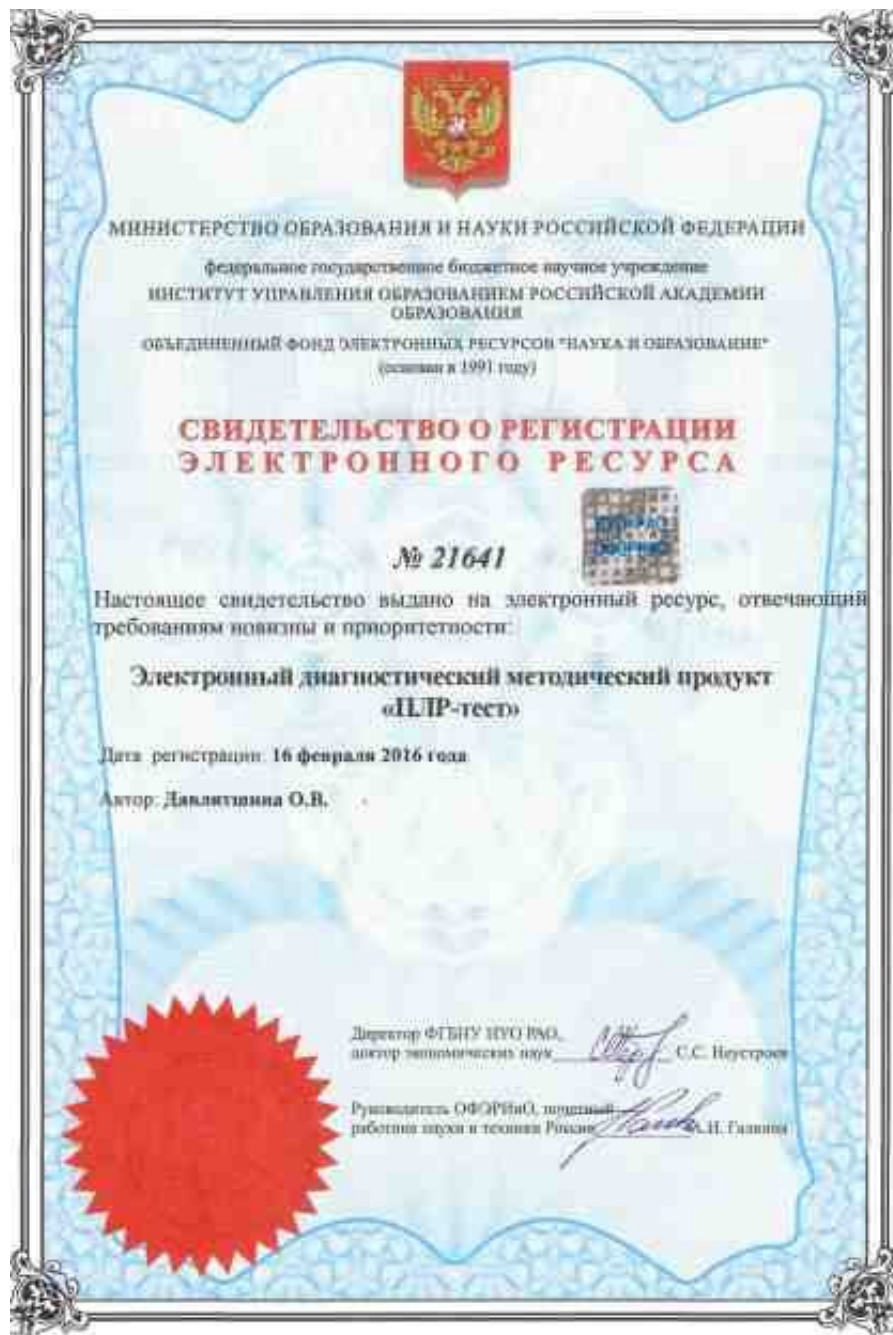 МИНИСТЕРСТВО ОБРАЗОВАНИЯ И НАУКИ РОССИЙСКОЙ ФЕДЕРАЦИИ
федеральное государственное бюджетное научное учреждение
ИНСТИТУТ УПРАВЛЕНИЯ ОБРАЗОВАНИЕМ РОССИЙСКОЙ АКАДЕМИИ
ОБРАЗОВАНИЯ
ОБЪЕДИНЕННЫЙ ФОНД ЭЛЕКТРОННЫХ РЕСУРСОВ "НАУКА И ОБРАЗОВАНИЕ"
(основан в 1991 году)
СВИДЕТЕЛЬСТВО О РЕГИСТРАЦИИ
ЭЛЕКТРОННОГО РЕСУРСА
№ 21641
Настоящее свидетельство выдано на электронный ресурс, отвечающий
требованиям новизны и приоритетности:
Электронный диагностический методический продукт
«ПЛР-тест»
Дата регистрации: 16 февраля 2016 года
Автор: Давлятшина О.В.
Директор ФГБНУ ИУО РАО,
доктор экономических наук С.С. Неустроев
Руководитель ОФЭРНиО, почетный
работник науки и техники России А.И. Галкина